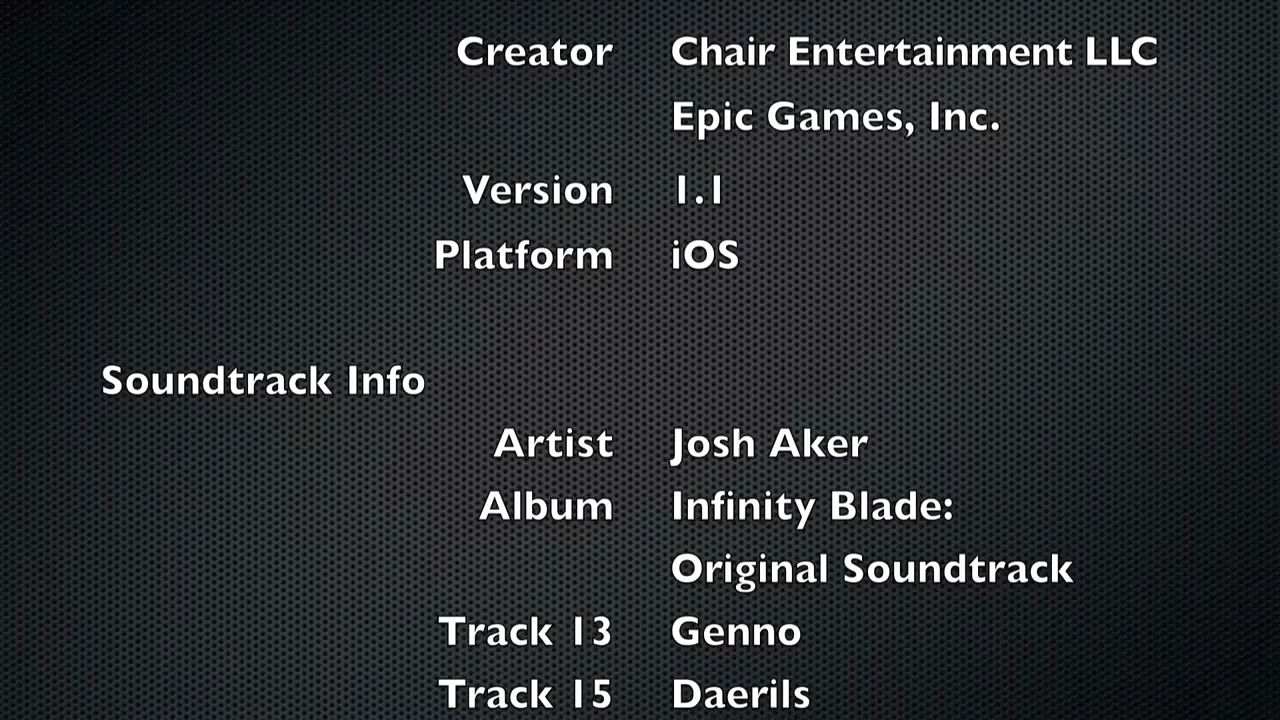 Creator Chair Entertainment LLC
Epic Games, Inc.
Version 1.1
Platform iOS
Soundtrack Info
Artist Josh Aker
Album Infinity Blade:
Original Soundtrack
Track 13 Genno
Track 15 Daerils